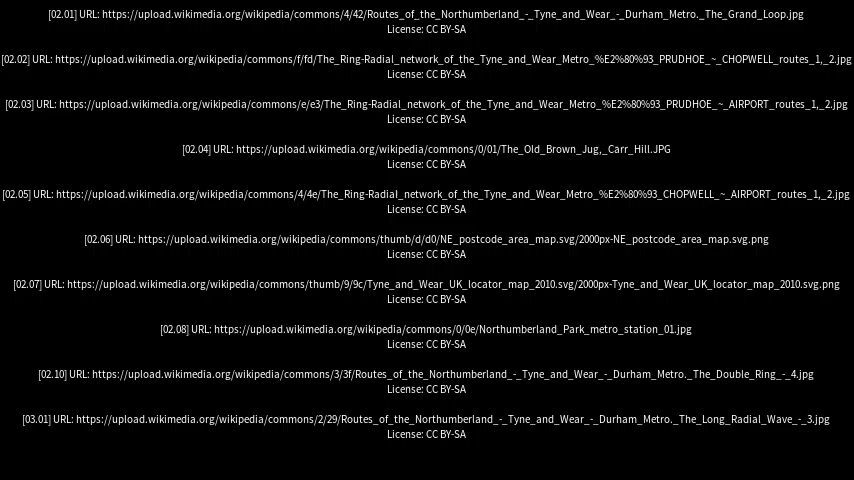 [02.01] URL: https://upload.wikimedia.org/wikipedia/commons/4/42/Routes_of_the_Northumberland_-_Tyne_and_Wear_-_Durham_Metro._The_Grand_Loop.jpg
License: CC BY-SA
[02.02] URL: https://upload.wikimedia.org/wikipedia/commons/f/fd/The_Ring-Radial_network_of_the_Tyne_and_Wear_Metro_%E2%80%93_PRUDHOE_~_CHOPWELL_routes_1,_2.jpg
License: CC BY-SA
[02.03] URL: https://upload.wikimedia.org/wikipedia/commons/e/e3/The_Ring-Radial_network_of_the_Tyne_and_Wear_Metro_%E2%80%93_PRUDHOE_~_AIRPORT_routes_1,_2.jpg
License: CC BY-SA
[02.04] URL: https://upload.wikimedia.org/wikipedia/commons/0/01/The_Old_Brown_Jug,_Carr_Hill.JPG
License: CC BY-SA
[02.05] URL: https://upload.wikimedia.org/wikipedia/commons/4/4e/The_Ring-Radial_network_of_the_Tyne_and_Wear_Metro_%E2%80%93_CHOPWELL_~_AIRPORT_routes_1,_2.jpg
License: CC BY-SA
[02.06] URL: https://upload.wikimedia.org/wikipedia/commons/thumb/d/d0/NE_postcode_area_map.svg/2000px-NE_postcode_area_map.svg.png
License: CC BY-SA
[02.07] URL: https://upload.wikimedia.org/wikipedia/commons/thumb/9/9c/Tyne_and_Wear_UK_locator_map_2010.svg/2000px-Tyne_and_Wear_UK_locator_map_2010.svg.png
License: CC BY-SA
[02.08] URL: https://upload.wikimedia.org/wikipedia/commons/0/0e/Northumberland_Park_metro_station_01.jpg
License: CC BY-SA
[02.10] URL: https://upload.wikimedia.org/wikipedia/commons/3/3f/Routes_of_the_Northumberland_-_Tyne_and_Wear_-_Durham_Metro._The_Double_Ring_-_4.jpg
License: CC BY-SA
[03.01] URL: https://upload.wikimedia.org/wikipedia/commons/2/29/Routes_of_the_Northumberland_-_Tyne_and_Wear_-_Durham_Metro._The_Long_Radial_Wave_-_3.jpg
License: CC BY-SA